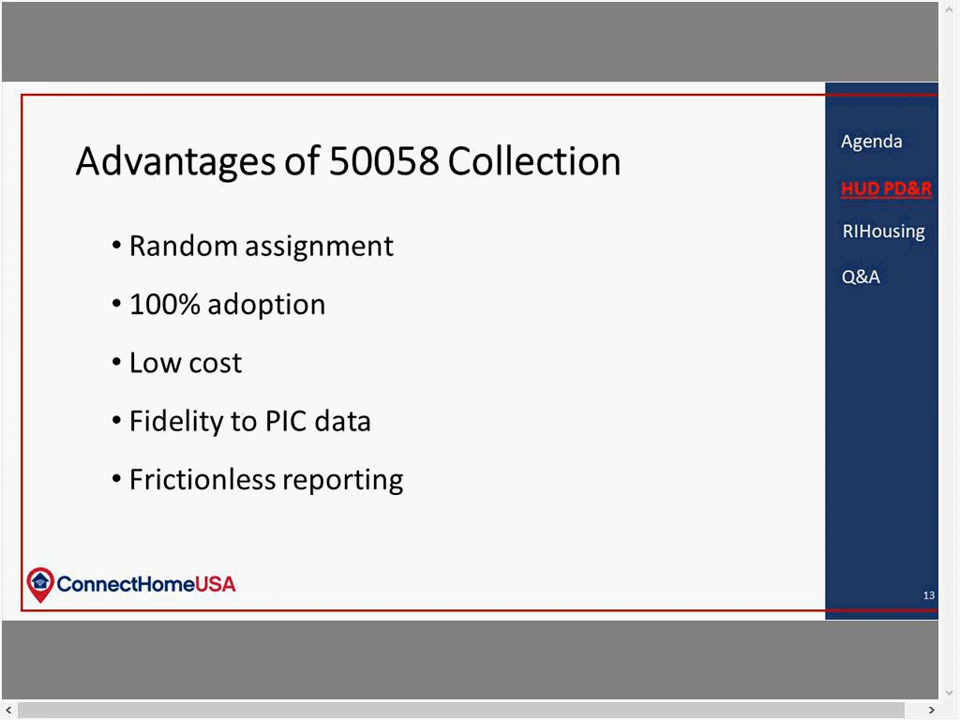 Advantages of 50058 Collection
• Random assignment
• 100% adoption
• Low cost
• Fidelity to PIC data
• Frictionless reporting
ConnectHomeUSA
Agenda
HUD PD&R
RIHousing
Q&A
13